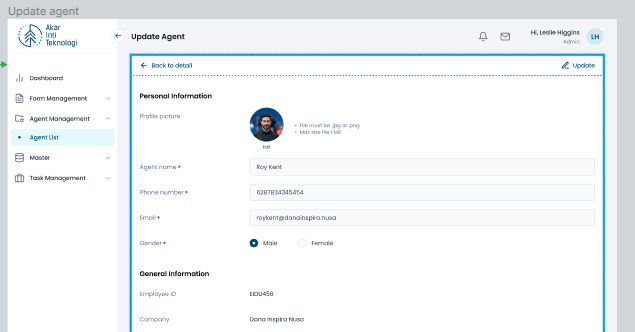 Update agent
Akar
Inti
Teknologi
Update Agent
Hi, Leslie Higgins
Admin
LH
Back to detail
Update
Dashboard
Form Management
Agent Management
Agent List
Master
Task Management
Personal Information
Profile picture
File must be .jpg or .png
Max size file 1 MB
Edit
Agent name •
Roy Kent
Phone number •
6287834345454
Email •
roykent@danainspira.nusa
Gender •
Male
Female
General Information
Employee ID
EIDU456
Company
Dana Inspira Nusa